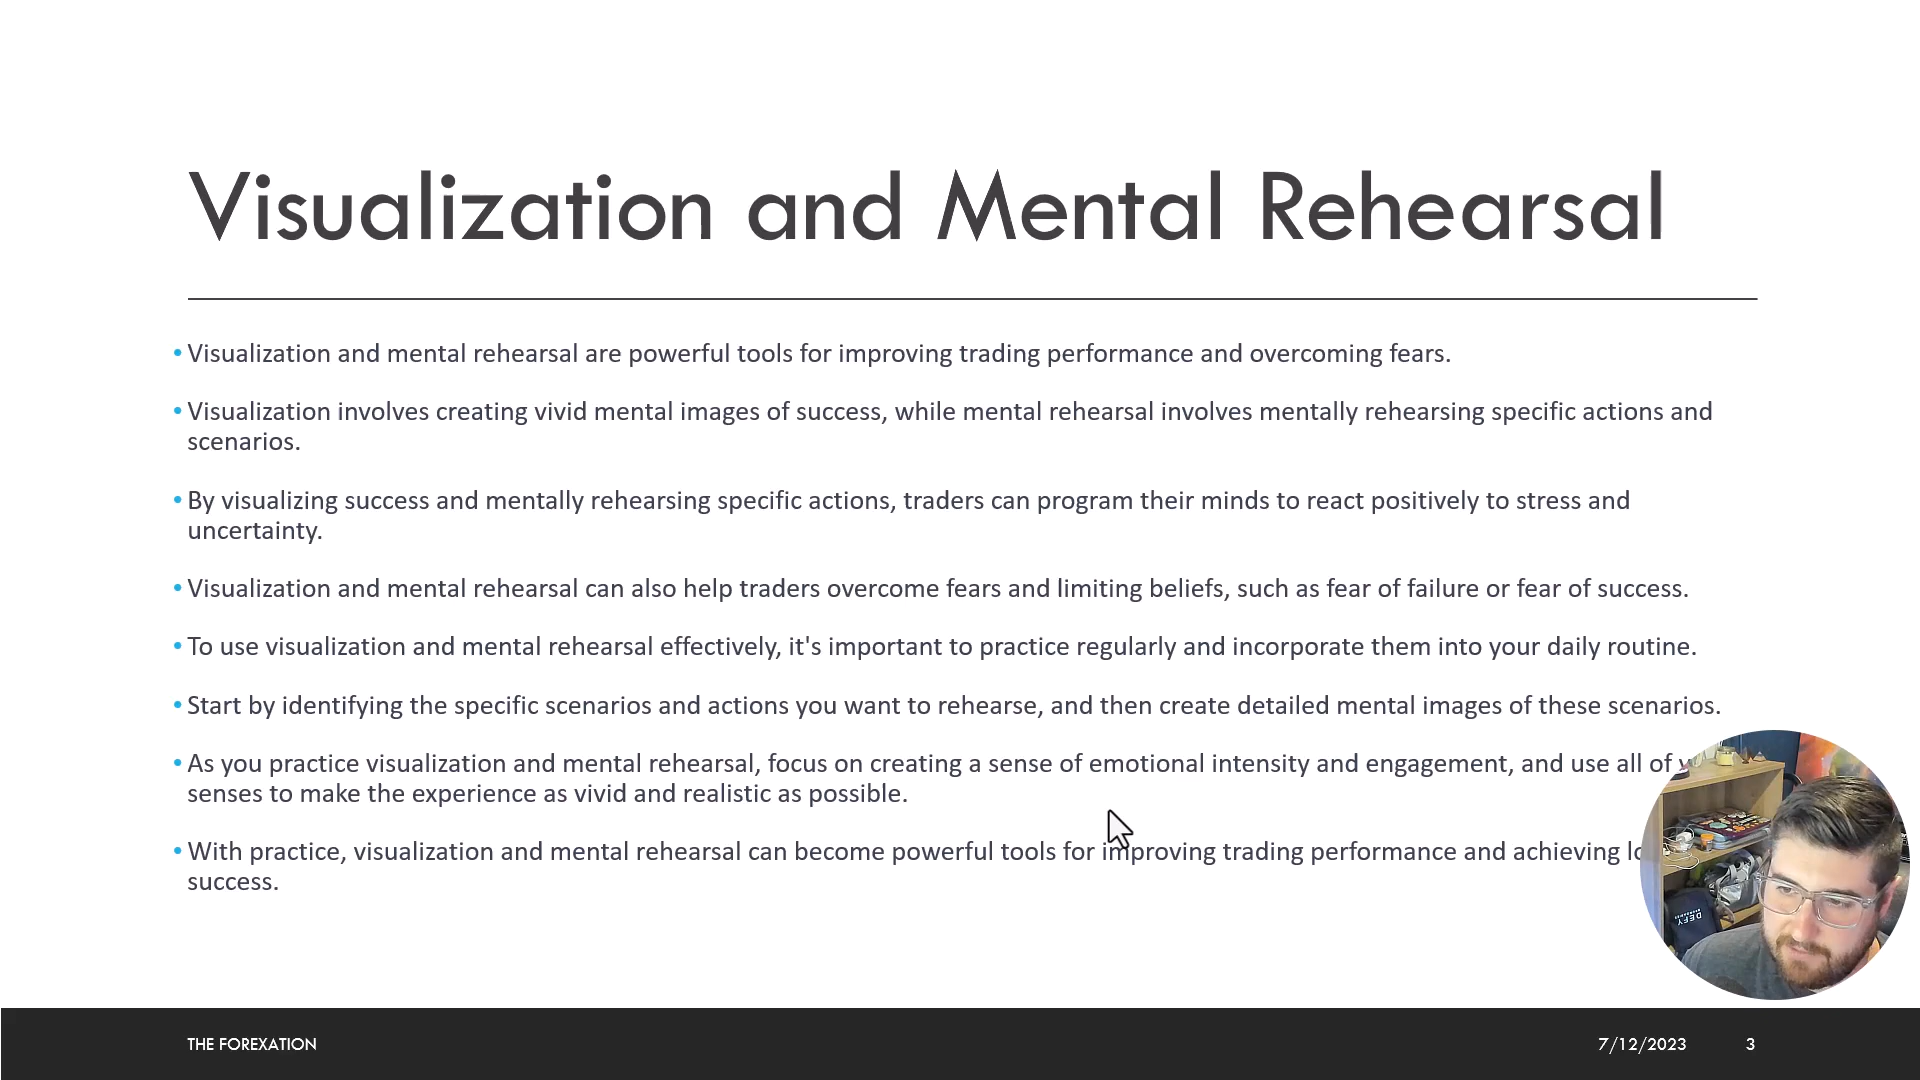 Visualization and Mental Rehearsal
• Visualization and mental rehearsal are powerful tools for improving trading performance and overcoming fears.
• Visualization involves creating vivid mental images of success, while mental rehearsal involves mentally rehearsing specific actions and
scenarios.
• By visualizing success and mentally rehearsing specific actions, traders can program their minds to react positively to stress and
uncertainty.
• Visualization and mental rehearsal can also help traders overcome fears and limiting beliefs, such as fear of failure or fear of success.
• To use visualization and mental rehearsal effectively, it's important to practice regularly and incorporate them into your daily routine.
• Start by identifying the specific scenarios and actions you want to rehearse, and then create detailed mental images of these scenarios.
• As you practice visualization and mental rehearsal, focus on creating a sense of emotional intensity and engagement, and use all of
senses to make the experience as vivid and realistic as possible.
• With practice, visualization and mental rehearsal can become powerful tools for improving trading performance and achieving
success.
DEFY
THE FOREXATION
7/12/2023
3